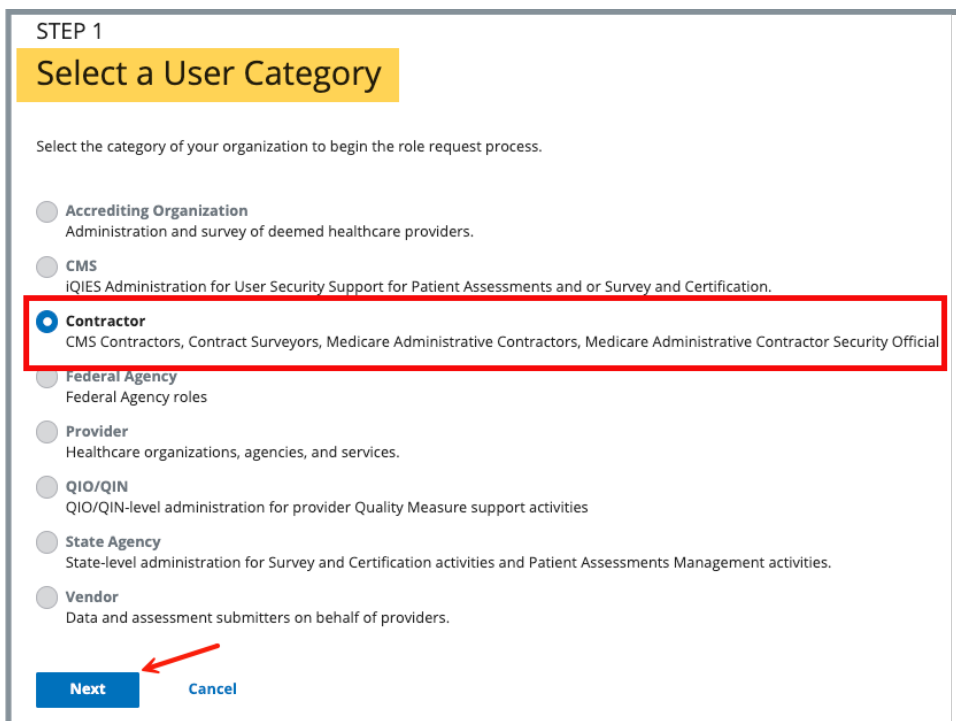 STEP 1
Select a User Category
Select the category of your organization to begin the role request process.
Accrediting Organization
Administration and survey of deemed healthcare providers.
CMS
iQIES Administration for User Security Support for Patient Assessments and or Survey and Certification.
Contractor
CMS Contractors, Contract Surveyors, Medicare Administrative Contractors, Medicare Administrative Contractor Security Official
Federal Agency
Federal Agency roles
Provider
Healthcare organizations, agencies, and services.
QIO/QIN
QIO/QIN-level administration for provider Quality Measure support activities
State Agency
State-level administration for Survey and Certification activities and Patient Assessments Management activities.
Vendor
Data and assessment submitters on behalf of providers.
Next Cancel